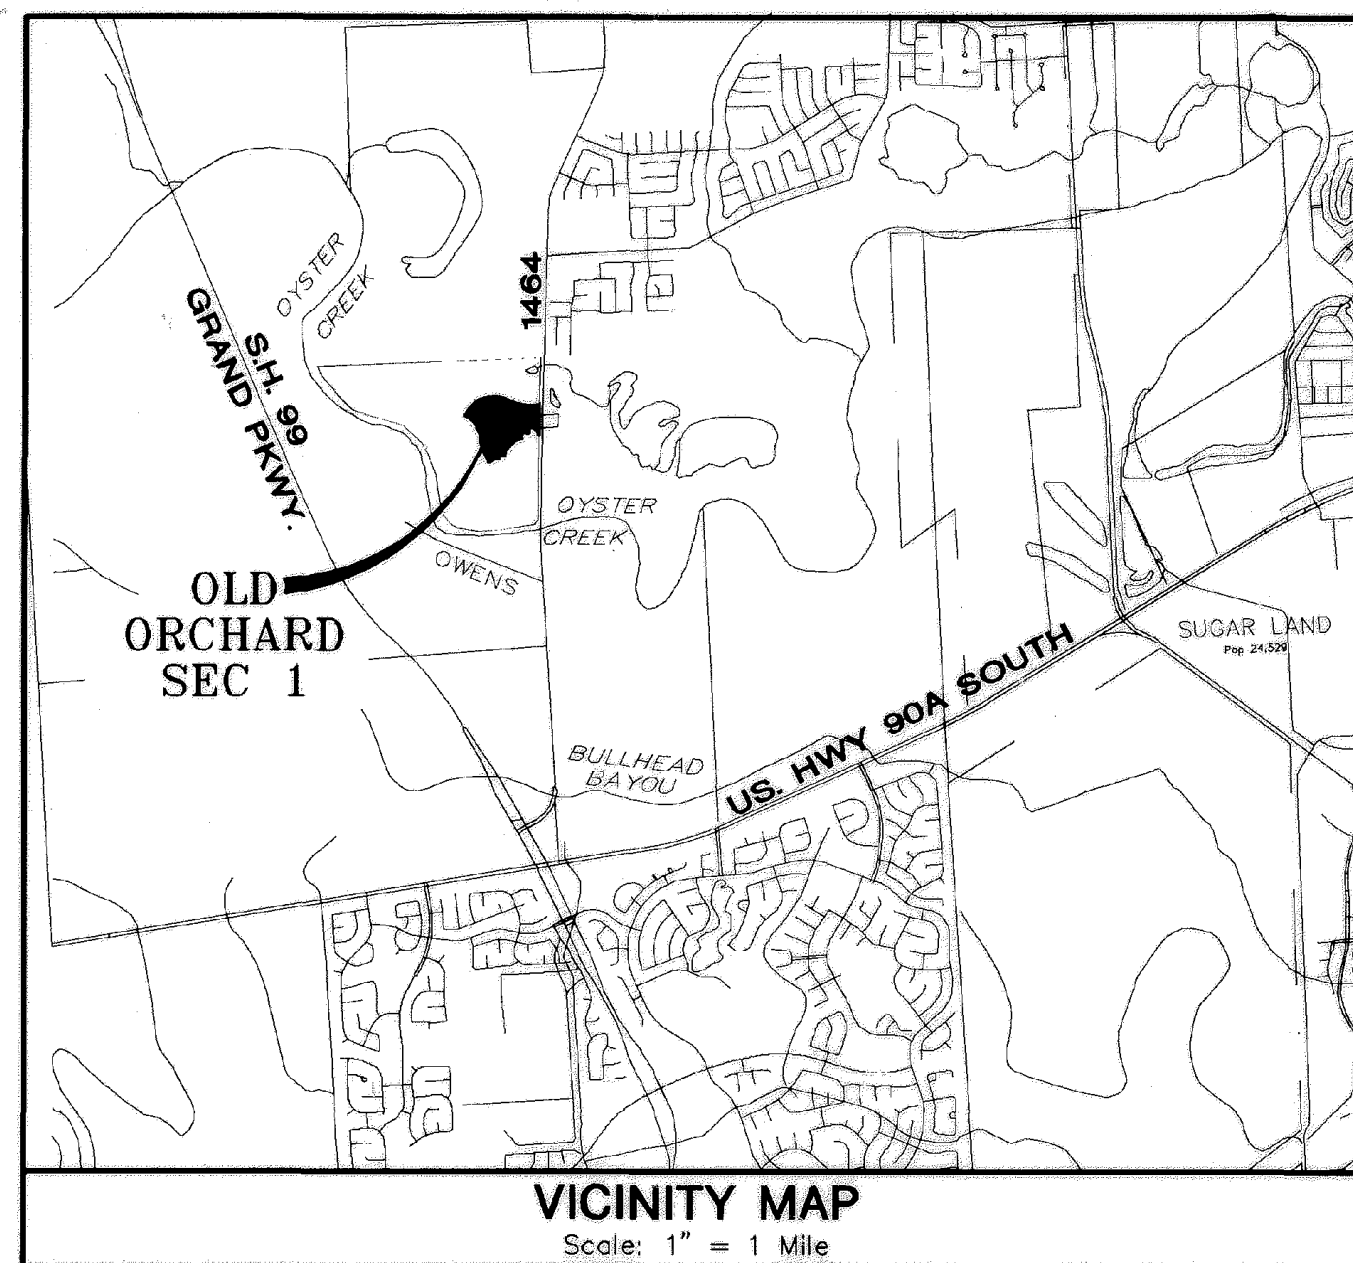 OYSTER
CREEK
1464
S.H. 99
GRAND PKWY.
OYSTER
CREEK
OWENS
OLD
ORCHARD
SEC 1
SUGAR LAND
Pop 24,529
US. HWY 90A SOUTH
BULLHEAD
BAYOU
VICINITY MAP
Scale: 1" = 1 Mile